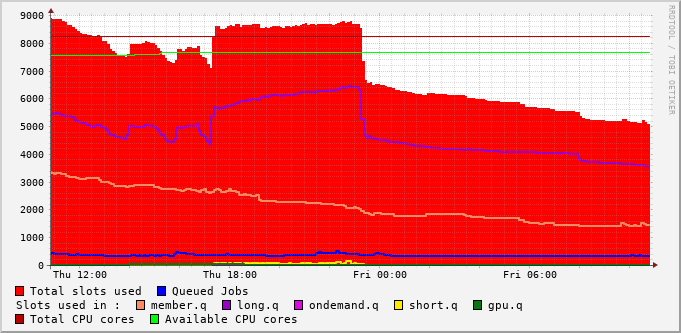 9000
8000
7000
6000
5000
4000
3000
2000
1000
0
Thu 12:00 Thu 18:00 Fri 00:00 Fri 06:00
RRDTOOL / TOBI OETIKER
Total slots used Queued Jobs
Slots used in : member.q long.q ondemand.q short.q gpu.q
Total CPU cores Available CPU cores